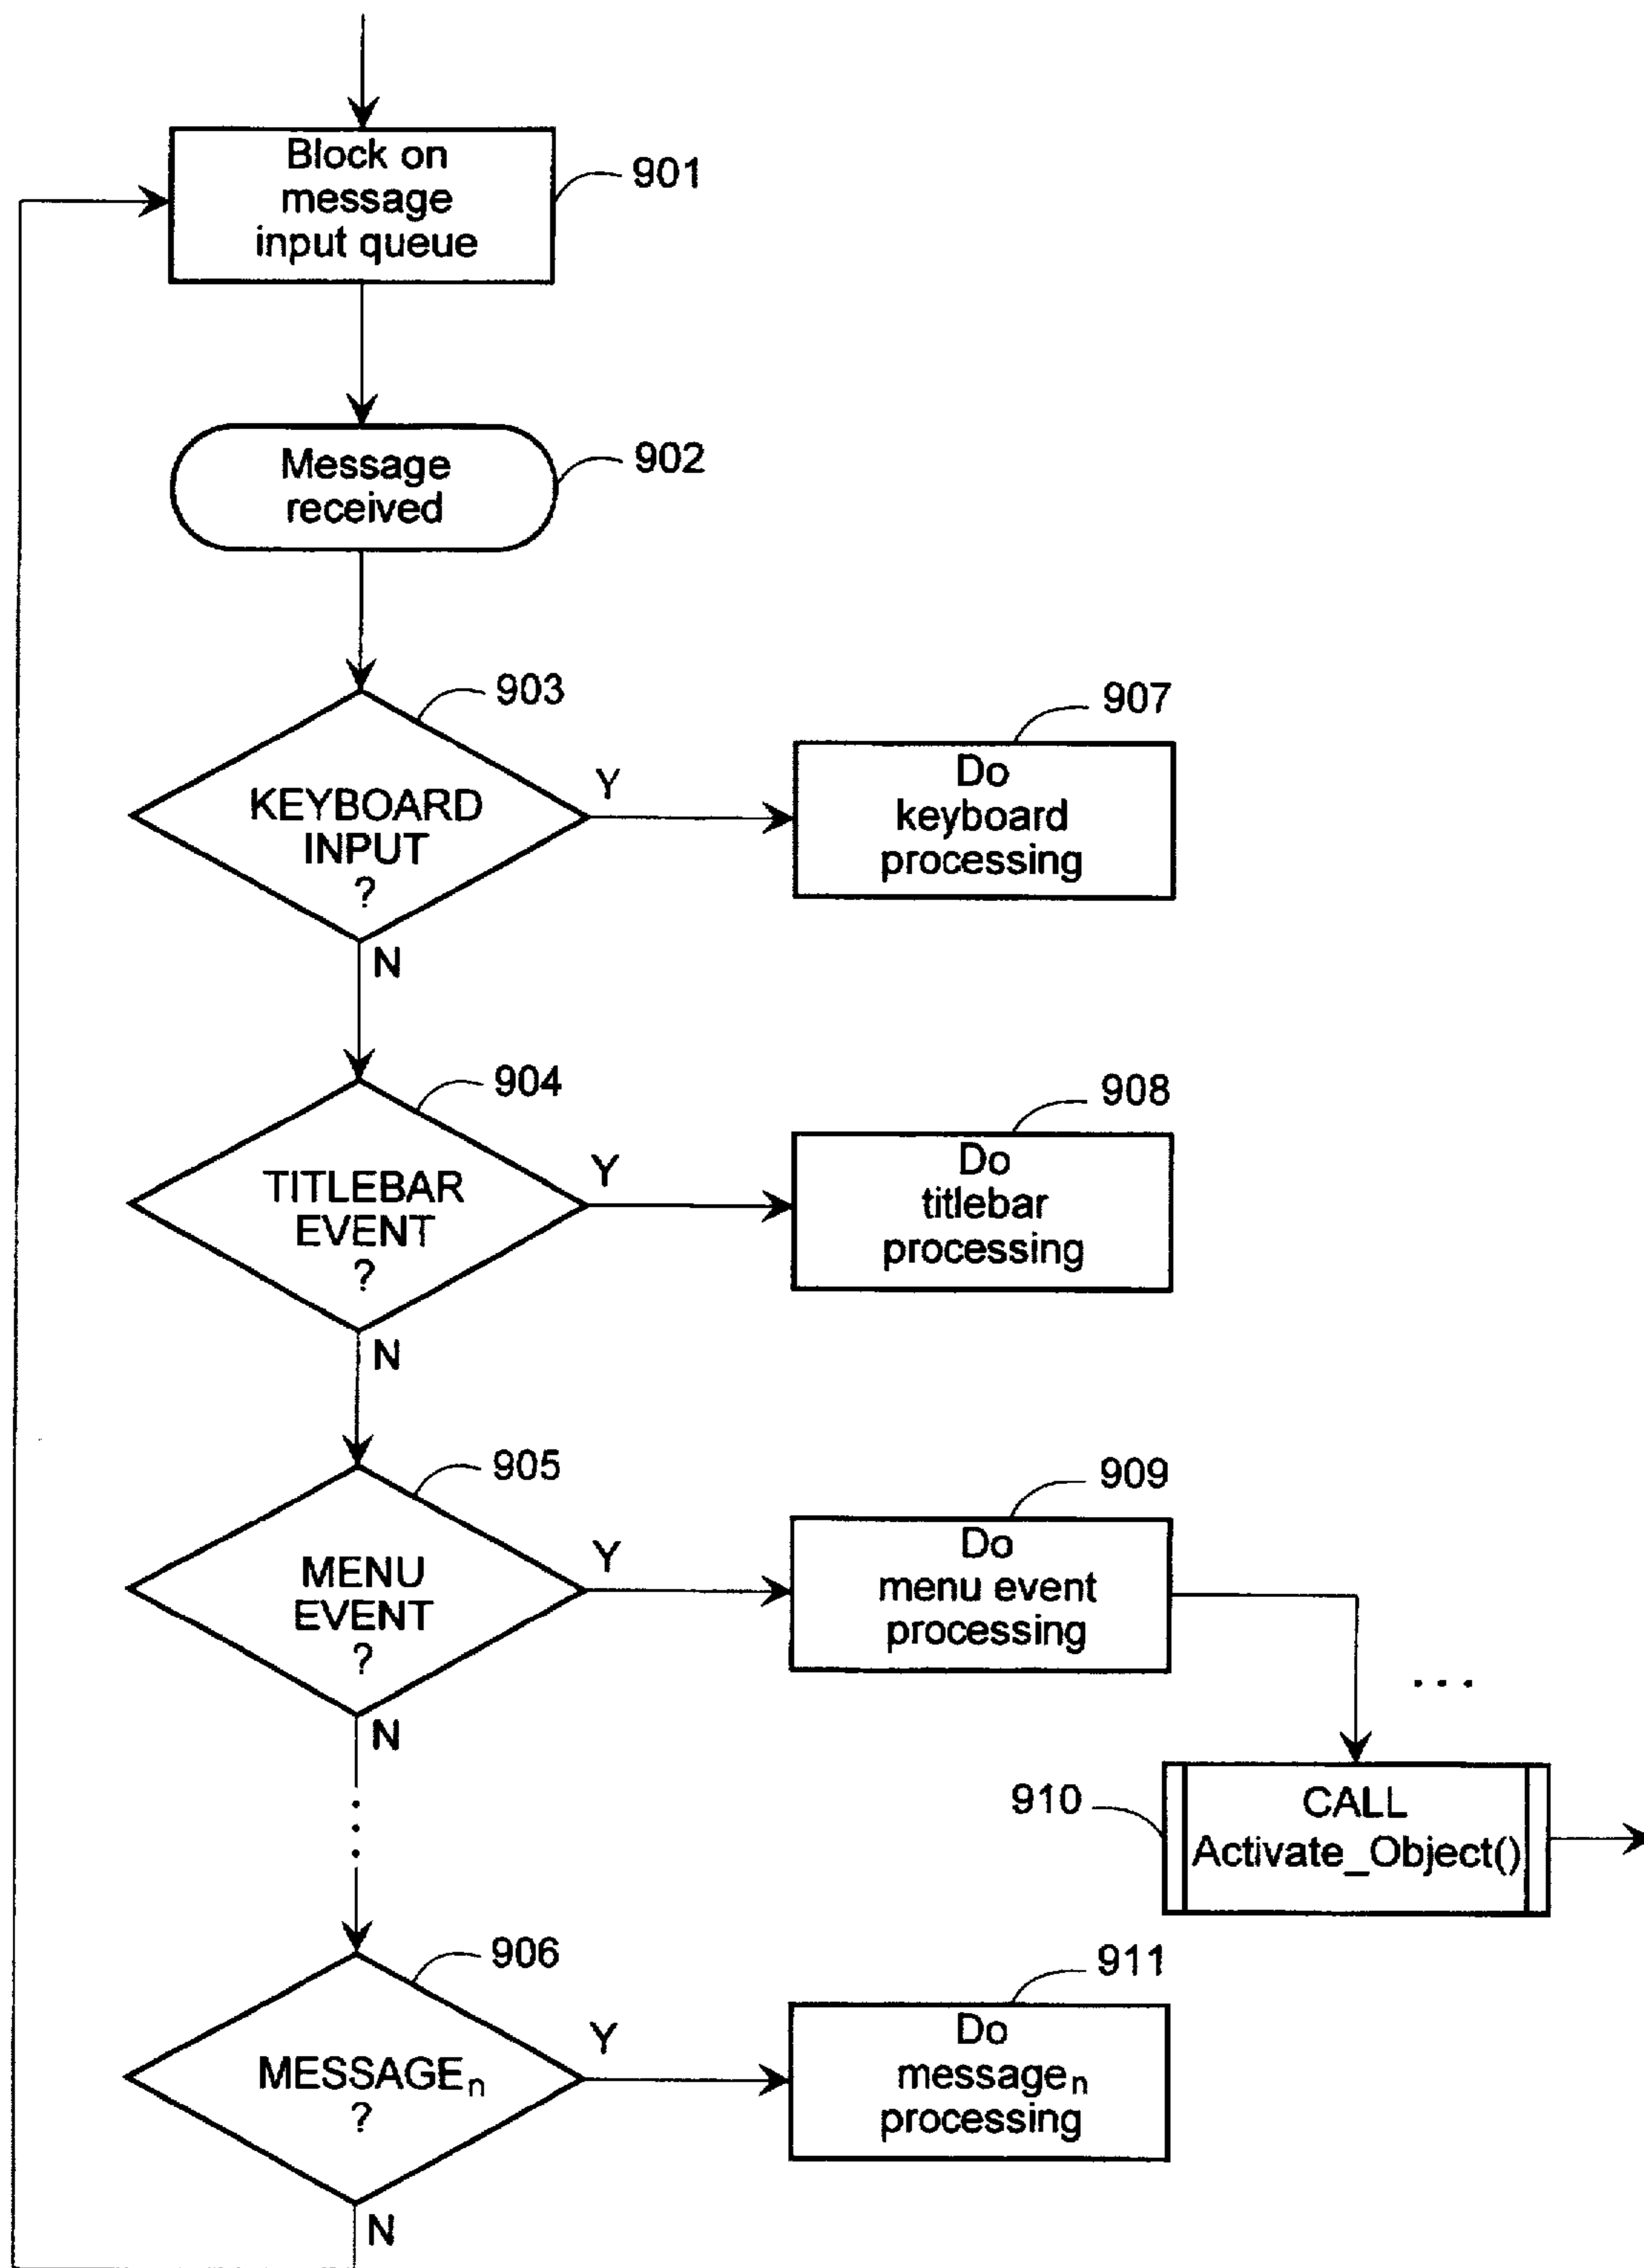 Block on
message
input queue
901
Message
received
902
903
KEYBOARD
INPUT
?
Y
N
907
Do
keyboard
processing
904
TITLEBAR
EVENT
?
Y
N
908
Do
titlebar
processing
905
MENU
EVENT
?
Y
N
909
Do
menu event
processing
...
910
CALL
Activate_Object()
906
MESSAGEₙ
?
Y
N
911
Do
messageₙ
processing